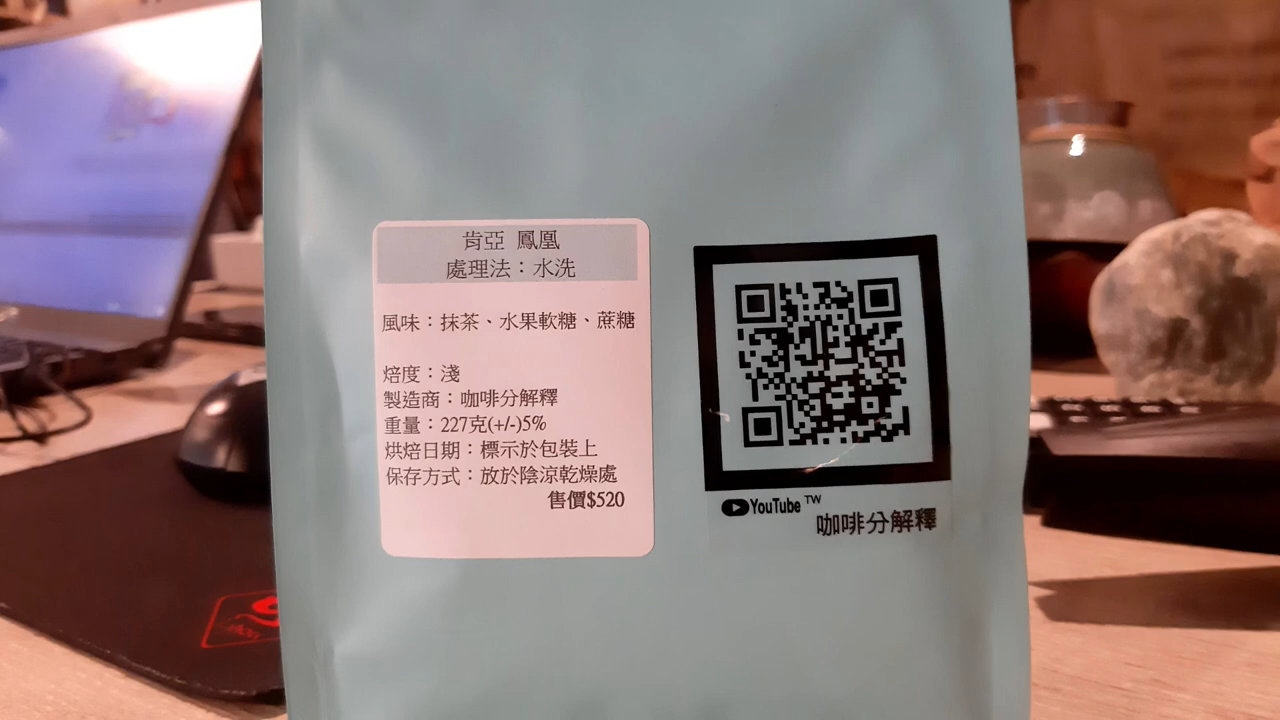 肯亞 鳳凰
處理法：水洗
風味：抹茶、水果軟糖、蔗糖
焙度：淺
製造商：咖啡分解釋
重量：227克(+/-)5%
烘焙日期：標示於包裝上
保存方式：放於陰涼乾燥處
售價$520
YouTube TW
咖啡分解釋